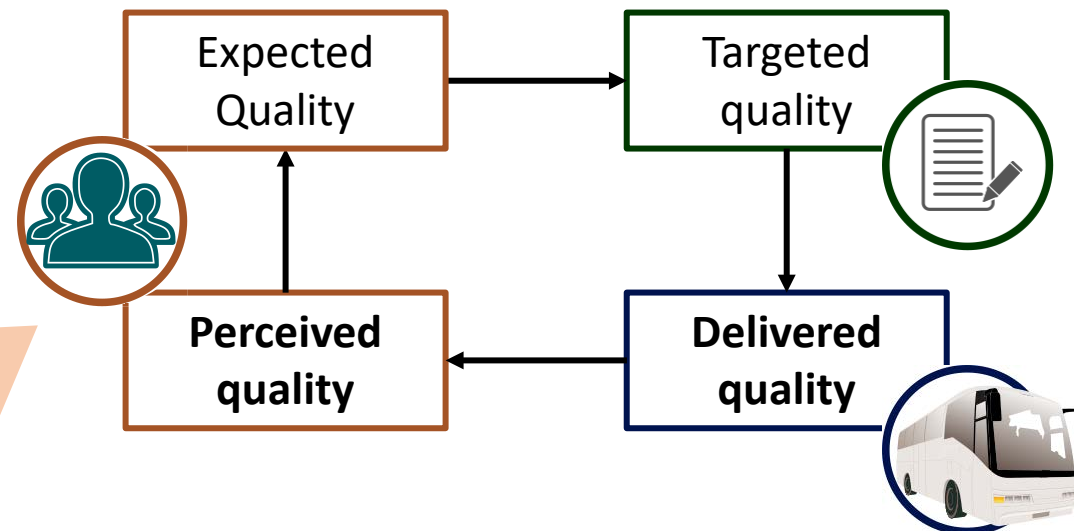 Expected
Quality
Targeted
quality
Perceived
quality
Delivered
quality